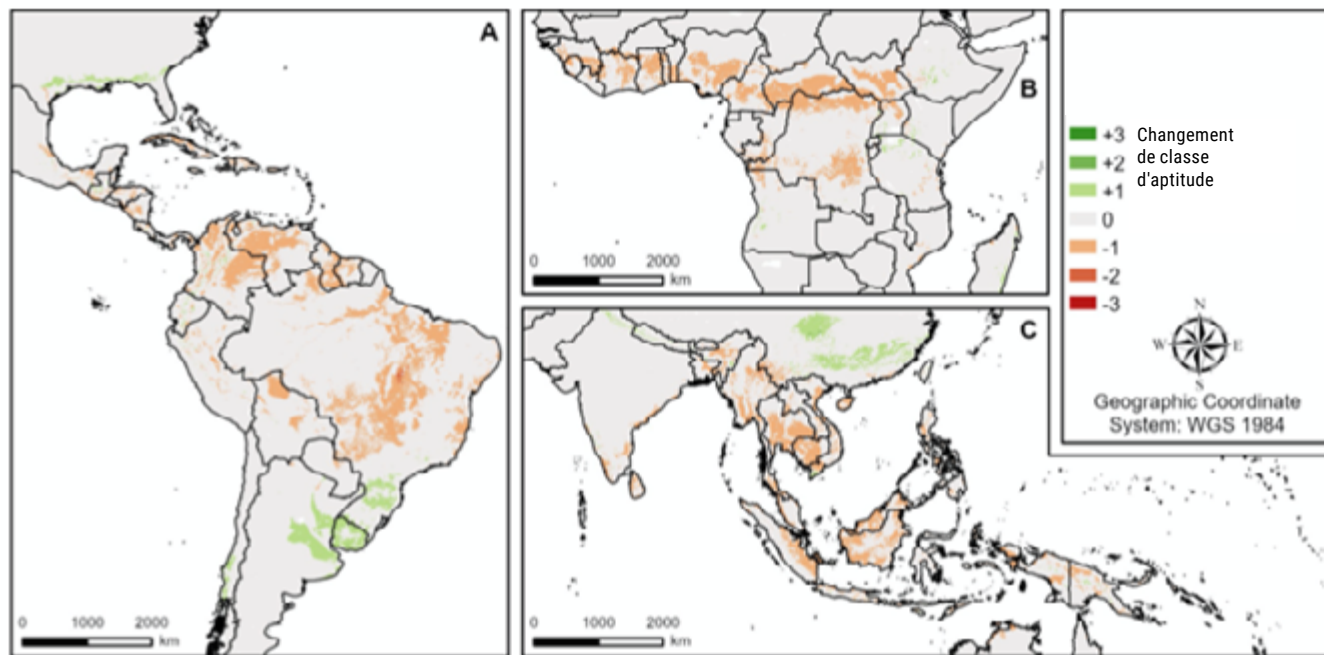 A
0 1000 2000
km
B
0 1000 2000
km
C
0 1000 2000
km
+3 Changement
+2 de classe
+1 d'aptitude
0
-1
-2
-3
N
W E
S
Geographic Coordinate
System: WGS 1984